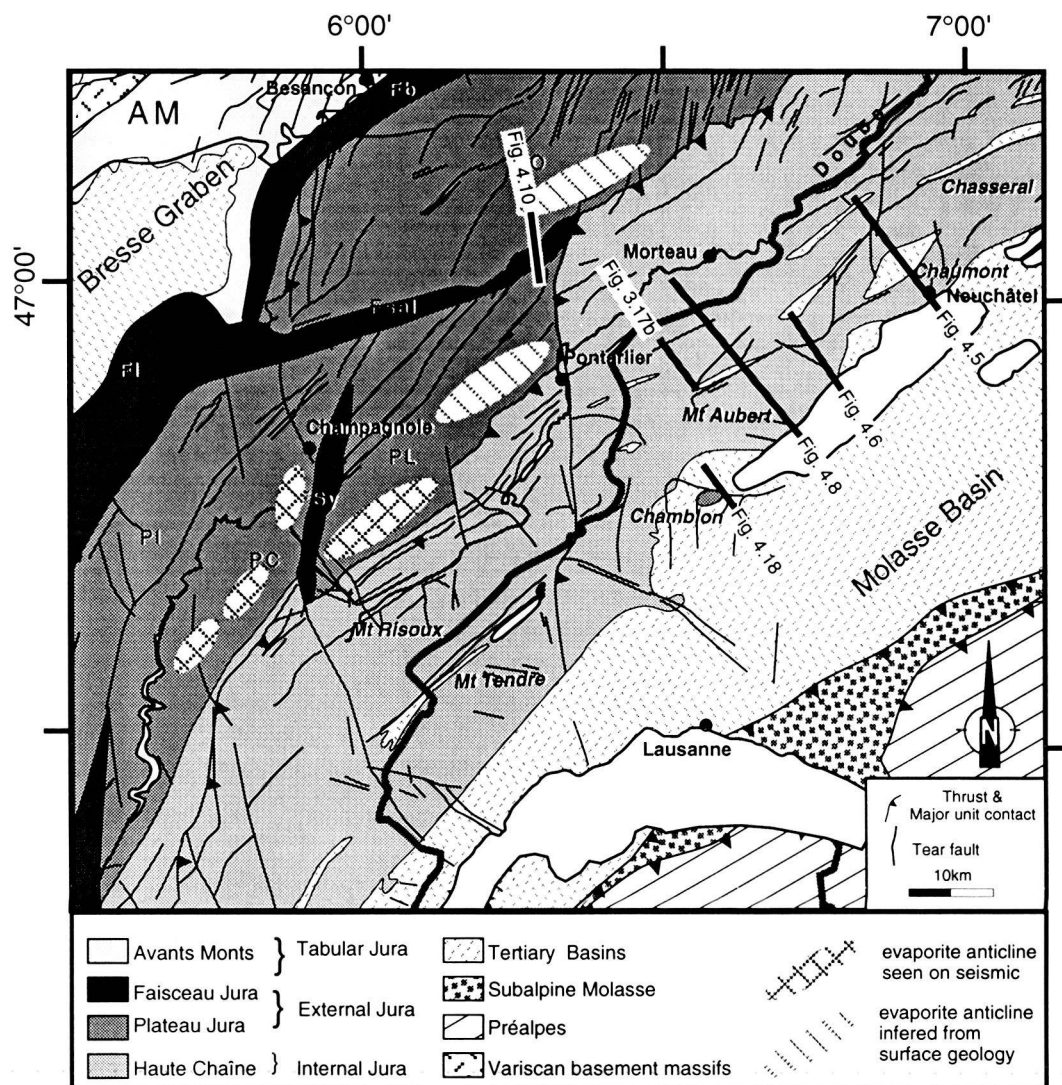 6°00'
7°00'
47°00'
Besançon
Fb
AM
Bresse Graben
Fig. 4.10
O
Doubs
Chasseral
Morteau
Chaumont
Neuchâtel
Fig. 3.17b
Fsal
Fl
Pontarlier
Fig. 4.5
Mt Aubert
Fig. 4.6
Champagnole
PL
Fig. 4.8
Sy
Chamblon
Fig. 4.18
Molasse Basin
Pl
PC
Mt Risoux
Mt Tendre
Lausanne
N
Thrust &
Major unit contact
Tear fault
10km
Avants Monts } Tabular Jura
Faisceau Jura
} External Jura
Plateau Jura
Haute Chaîne } Internal Jura
Tertiary Basins
Subalpine Molasse
Préalpes
Variscan basement massifs
evaporite anticline
seen on seismic
evaporite anticline
infered from
surface geology